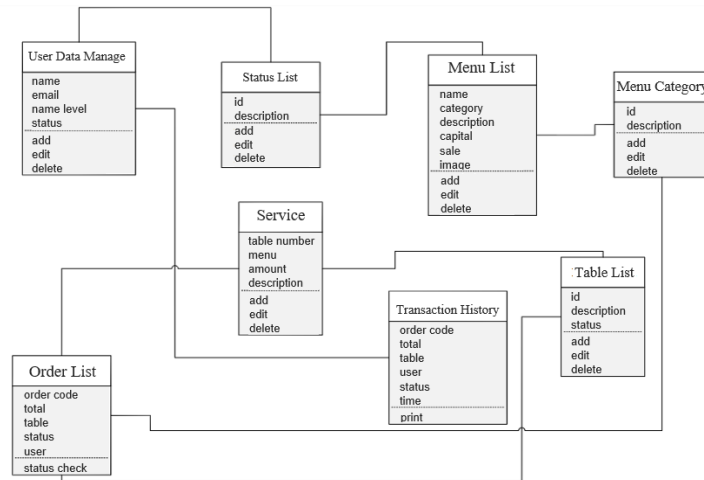 User Data Manage
name
email
name level
status
add
edit
delete
Status List
id
description
add
edit
delete
Menu List
name
category
description
capital
sale
image
add
edit
delete
Menu Category
id
description
add
edit
delete
Service
table number
menu
amount
description
add
edit
delete
Table List
id
description
status
add
edit
delete
Transaction History
order code
total
table
user
status
time
print
Order List
order code
total
table
status
user
status check